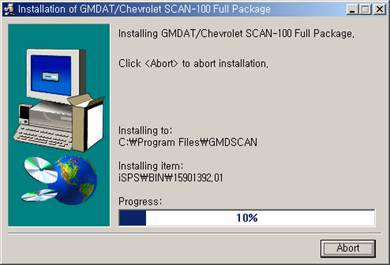 Installation of GMDAT/Chevrolet SCAN-100 Full Package
Installing GMDAT/Chevrolet SCAN-100 Full Package,
Click <Abort> to abort installation,
Installing to:
C:₩Program Files₩GMDSCAN
Installing item:
iSPS₩BIN₩15901392,01
Progress:
10%
Abort